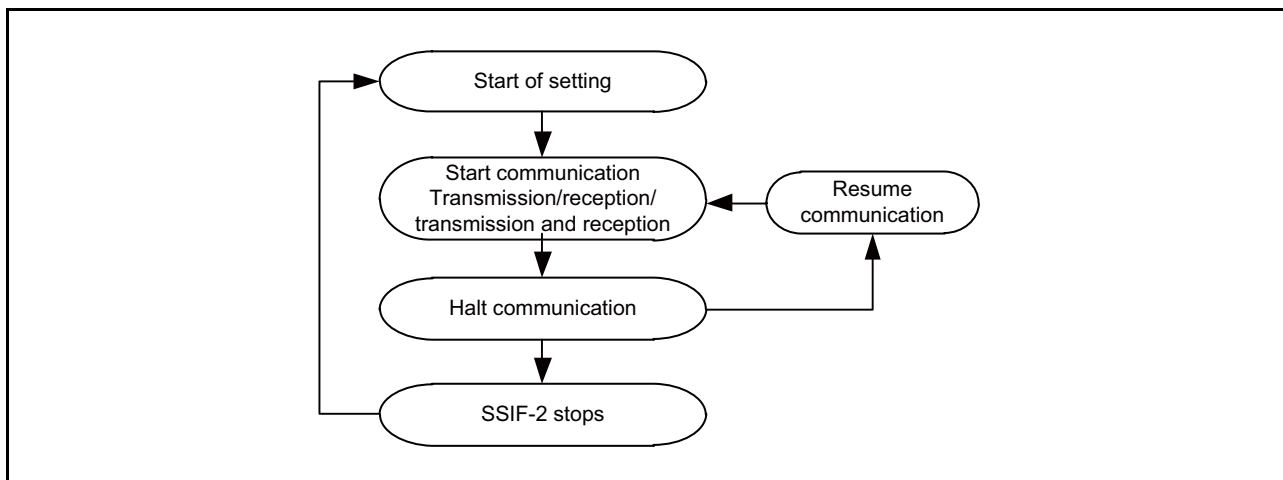 Start of setting
Start communication
Transmission/reception/
transmission and reception
Resume
communication
Halt communication
SSIF-2 stops